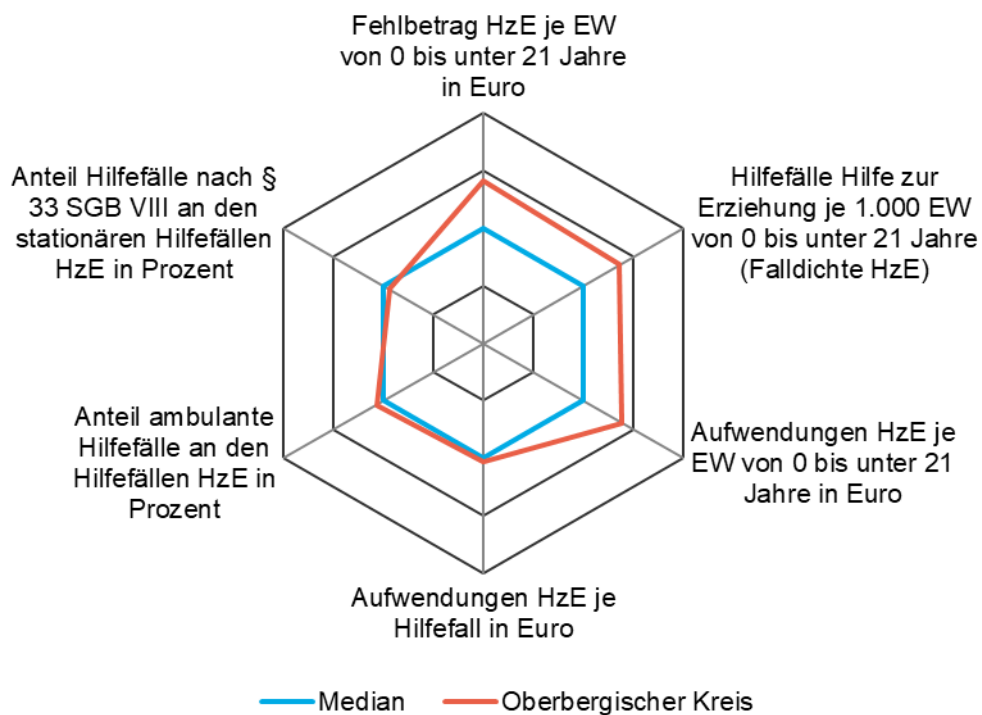 Fehlbetrag HzE je EW
von 0 bis unter 21 Jahre
in Euro
Hilfefälle Hilfe zur
Erziehung je 1.000 EW
von 0 bis unter 21 Jahre
(Falldichte HzE)
Aufwendungen HzE je
EW von 0 bis unter 21
Jahre in Euro
Aufwendungen HzE je
Hilfefall in Euro
Anteil ambulante
Hilfefälle an den
Hilfefällen HzE in
Prozent
Anteil Hilfefälle nach §
33 SGB VIII an den
stationären Hilfefällen
HzE in Prozent
Median
Oberbergischer Kreis